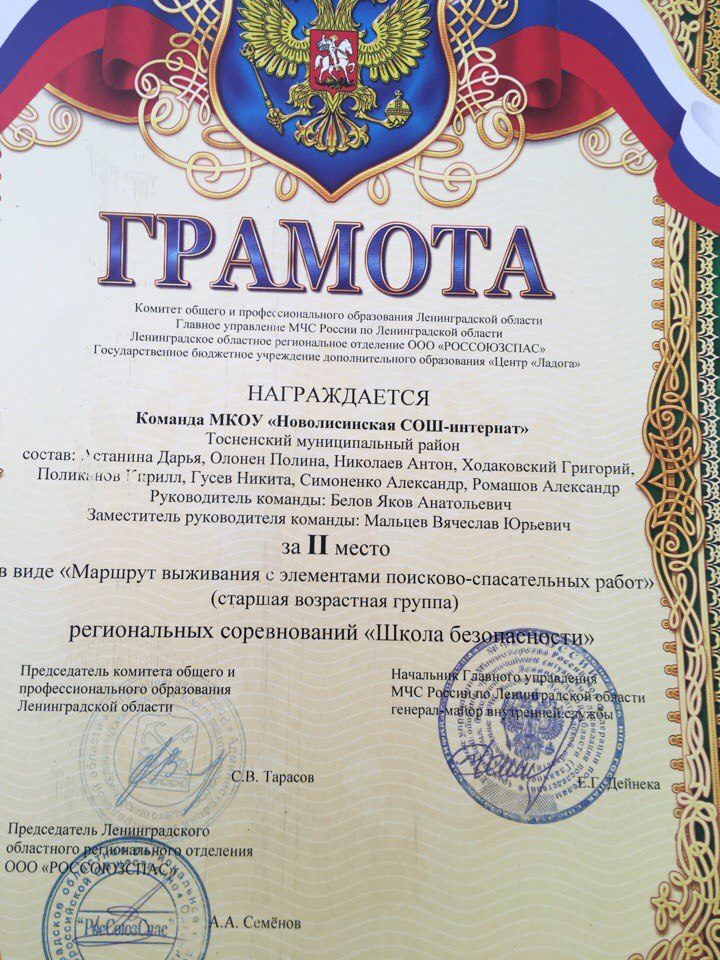 ГРАМОТА
Комитет общего и профессионального образования Ленинградской области
Главное управление МЧС России по Ленинградской области
Ленинградское областное региональное отделение ООО «РОССОЮЗСПАС»
Государственное бюджетное учреждение дополнительного образования «Центр «Ладога»
НАГРАЖДАЕТСЯ
Команда МКОУ «Новолисинская СОШ-интернат»
Тосненский муниципальный район
состав: Астанина Дарья, Олонен Полина, Николаев Антон, Ходаковский Григорий,
Поликанов Кирилл, Гусев Никита, Симоненко Александр, Ромашов Александр
Руководитель команды: Белов Яков Анатольевич
Заместитель руководителя команды: Мальцев Вячеслав Юрьевич
за II место
в виде «Маршрут выживания с элементами поисково-спасательных работ»
(старшая возрастная группа)
региональных соревнований «Школа безопасности»
Председатель комитета общего и
профессионального образования
Ленинградской области
С.В. Тарасов
Начальник Главного управления
МЧС России по Ленинградской области
генерал-майор внутренней службы
Е.Г. Дейнека
Председатель Ленинградского
областного регионального отделения
ООО «РОССОЮЗСПАС»
А.А. Семёнов
РосСоюзСпас